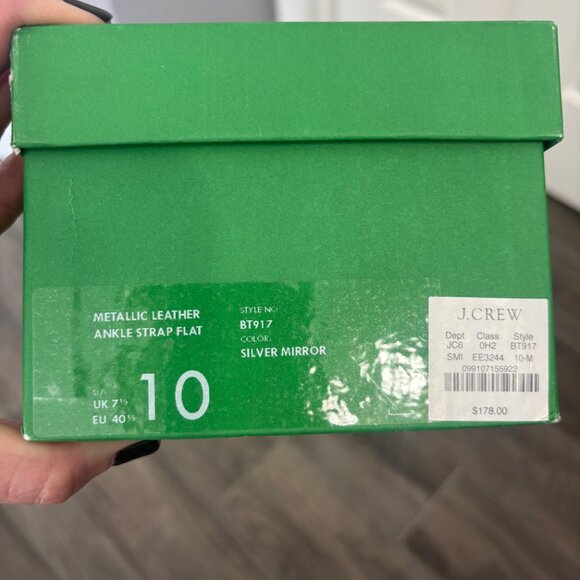 METALLIC LEATHER
ANKLE STRAP FLAT
STYLE NO
BT917
COLOR:
SILVER MIRROR
UK 7½
EU 40½
10
J.CREW
Dept Class Style
JC6 0H2 BT917
SMI EE3244 10-M
099107155922
$178.00